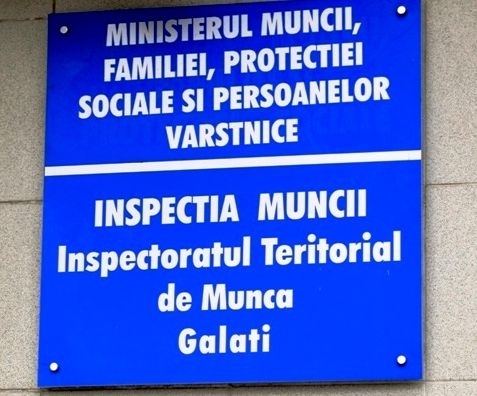 MINISTERUL MUNCII,
FAMILIEI, PROTECTIEI
SOCIALE SI PERSOANELOR
VARSTNICE
INSPECTIA MUNCII
Inspectoratul Teritorial
de Munca
Galati